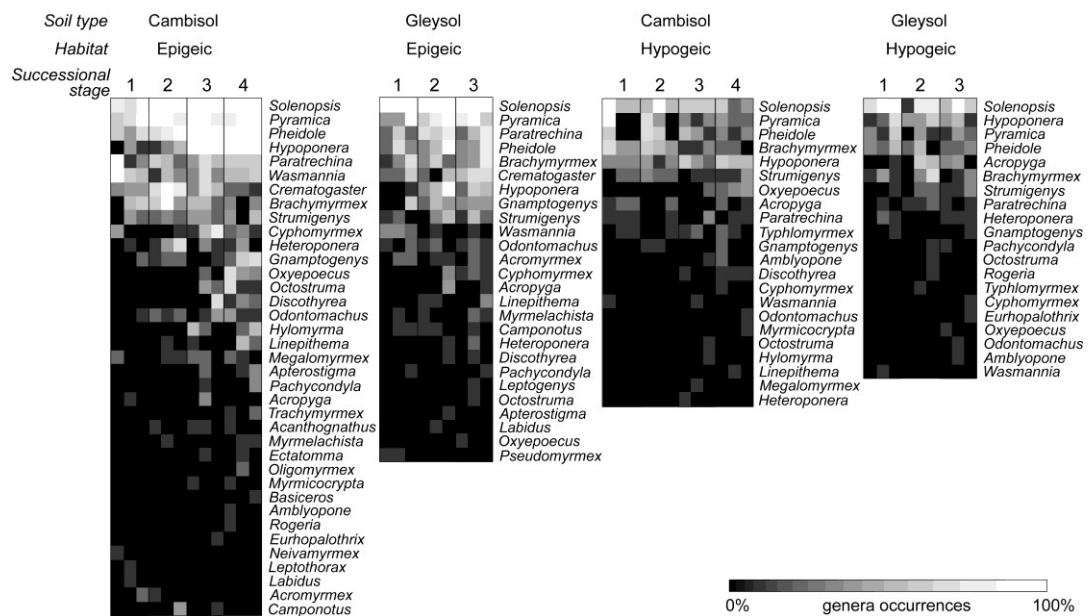 Soil type Cambisol Gleysol Cambisol Gleysol
Habitat Epigeic Epigeic Hypogeic Hypogeic
Successional stage 1 2 3 4 1 2 3 1 2 3 4 1 2 3
Solenopsis
Pyramica
Pheidole
Hypoponera
Paratrechina
Wasmannia
Crematogaster
Brachymyrmex
Strumigenys
Cyphomyrmex
Heteroponera
Gnamptogenys
Oxyepoecus
Octostruma
Discothyrea
Odontomachus
Hylomyrma
Linepithema
Megalomyrmex
Apterostigma
Pachycondyla
Acropyga
Trachymyrmex
Acanthognathus
Myrmelachista
Ectatomma
Oligomyrmex
Myrmicocrypta
Basiceros
Amblyopone
Rogeria
Eurhopalothrix
Neivamyrmex
Leptothorax
Labidus
Acromyrmex
Camponotus
Solenopsis
Pyramica
Paratrechina
Pheidole
Brachymyrmex
Crematogaster
Hypoponera
Gnamptogenys
Strumigenys
Wasmannia
Odontomachus
Acromyrmex
Cyphomyrmex
Acropyga
Linepithema
Myrmelachista
Camponotus
Heteroponera
Discothyrea
Pachycondyla
Leptogenys
Octostruma
Apterostigma
Labidus
Oxyepoecus
Pseudomyrmex
Solenopsis
Pyramica
Pheidole
Brachymyrmex
Hypoponera
Strumigenys
Oxyepoecus
Acropyga
Paratrechina
Typhlomyrmex
Gnamptogenys
Amblyopone
Discothyrea
Cyphomyrmex
Wasmannia
Odontomachus
Myrmicocrypta
Octostruma
Hylomyrma
Linepithema
Megalomyrmex
Heteroponera
Solenopsis
Hypoponera
Pyramica
Pheidole
Acropyga
Brachymyrmex
Strumigenys
Paratrechina
Heteroponera
Gnamptogenys
Pachycondyla
Octostruma
Rogeria
Typhlomyrmex
Cyphomyrmex
Eurhopalothrix
Oxyepoecus
Odontomachus
Amblyopone
Wasmannia
0% genera occurrences 100%